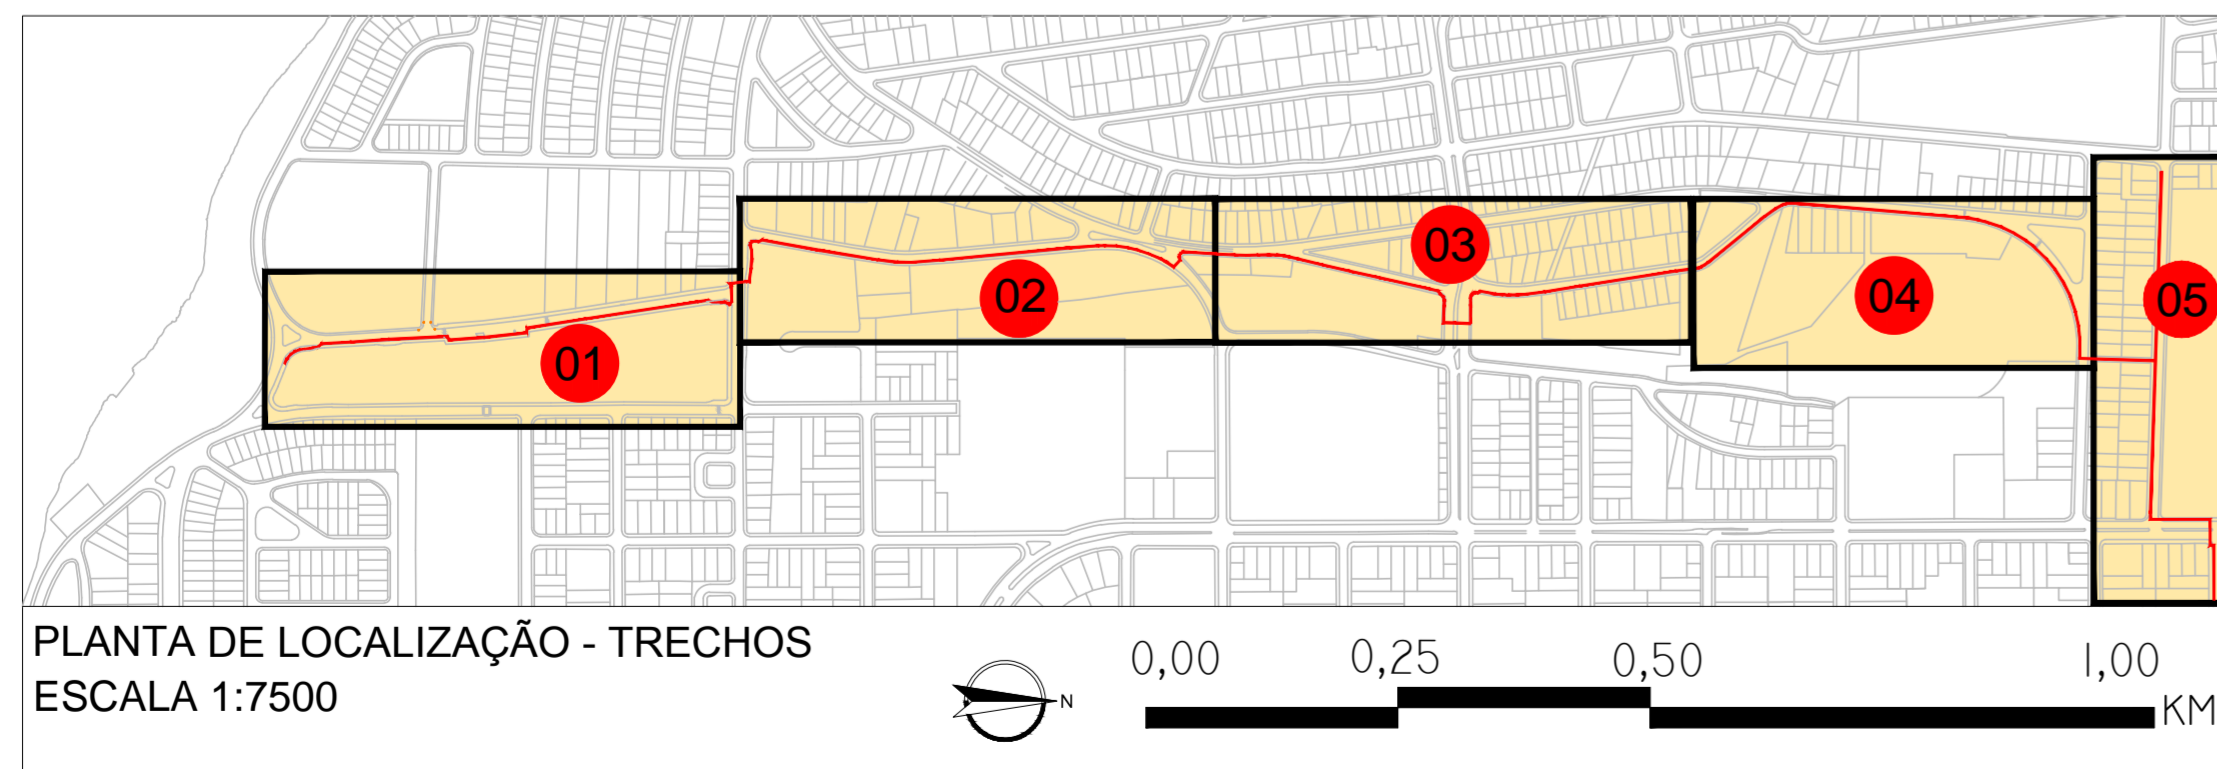 01
02
03
04
05
PLANTA DE LOCALIZAÇÃO - TRECHOS
ESCALA 1:7500
N
0,00 0,25 0,50 1,00
KM